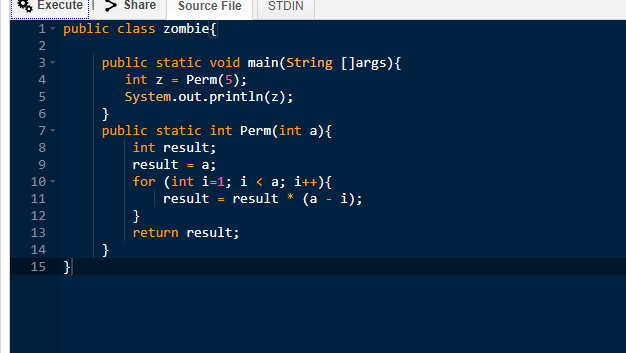 Execute | > Share Source File STDIN
1 public class zombie{
2
3 public static void main(String []args){
4 int z = Perm(5);
5 System.out.println(z);
6 }
7 public static int Perm(int a){
8 int result;
9 result = a;
10 for (int i=1; i < a; i++){
11 result = result * (a - i);
12 }
13 return result;
14 }
15 }